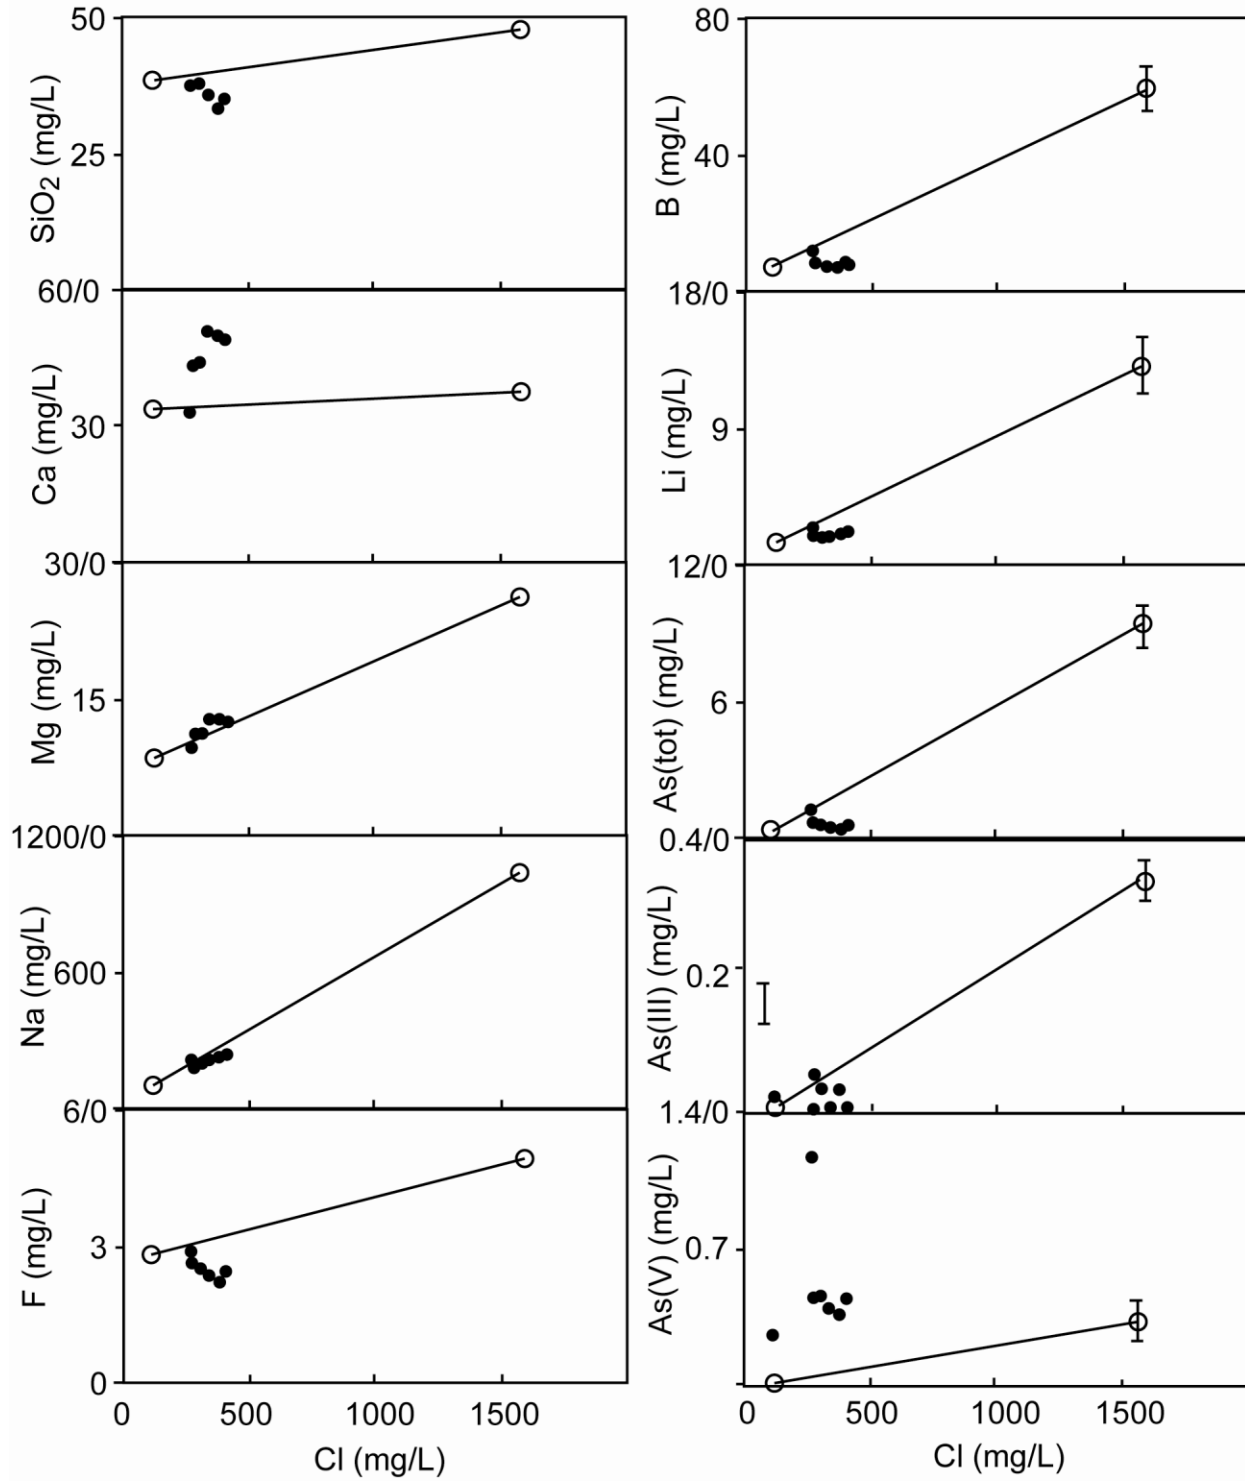 50
SiO2 (mg/L)
25
60/0
Ca (mg/L)
30
30/0
Mg (mg/L)
15
1200/0
Na (mg/L)
600
6/0
F (mg/L)
3
0
0 500 1000 1500
Cl (mg/L)
80
B (mg/L)
40
18/0
Li (mg/L)
9
12/0
As(tot) (mg/L)
6
0.4/0
As(III) (mg/L)
0.2
1.4/0
As(V) (mg/L)
0.7
0 500 1000 1500
Cl (mg/L)